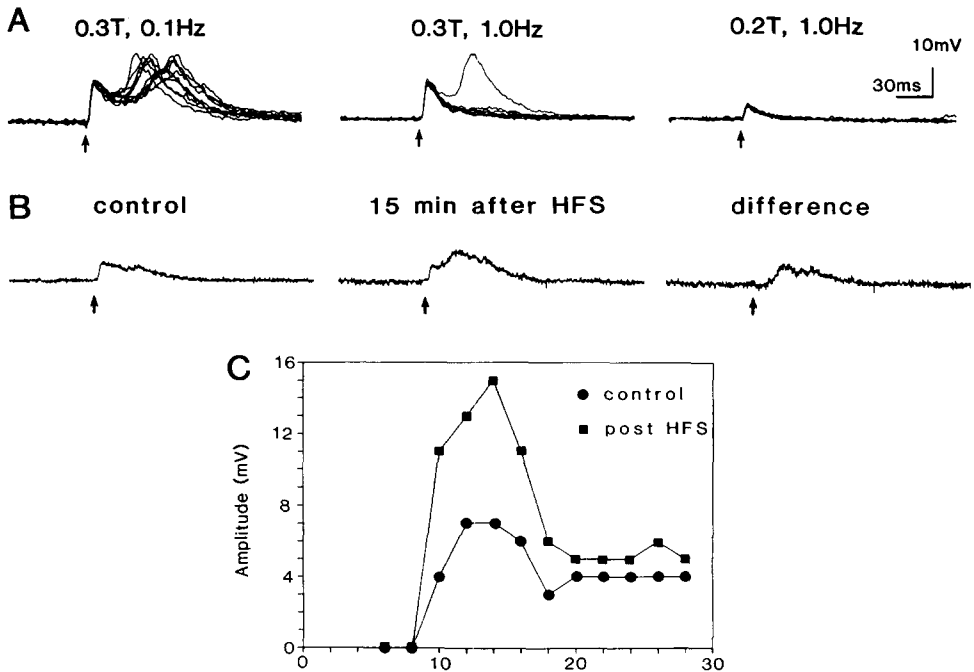 A
0.3T, 0.1Hz
0.3T, 1.0Hz
0.2T, 1.0Hz
10mV
30ms
B
control
15 min after HFS
difference
C
control
post HFS
Amplitude (mV)
16
12
8
4
0
0
10
20
30